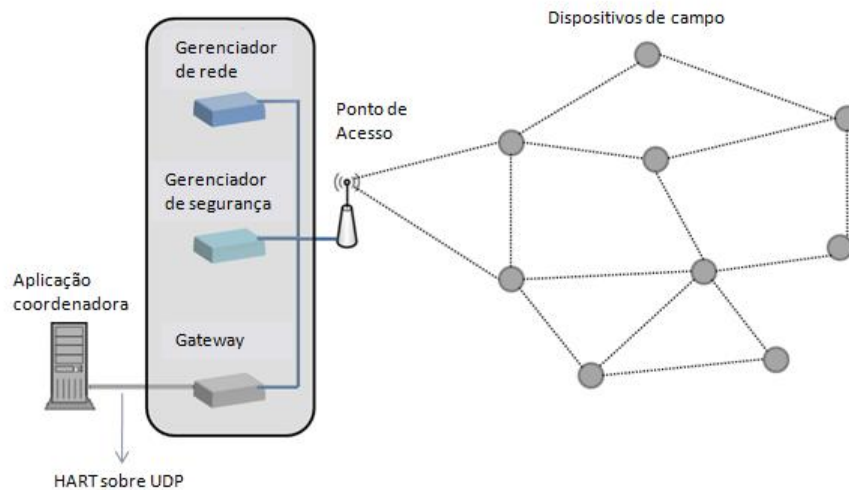 Dispositivos de campo
Gerenciador
de rede
Ponto de
Acesso
Gerenciador
de segurança
Aplicação
coordenadora
Gateway
HART sobre UDP